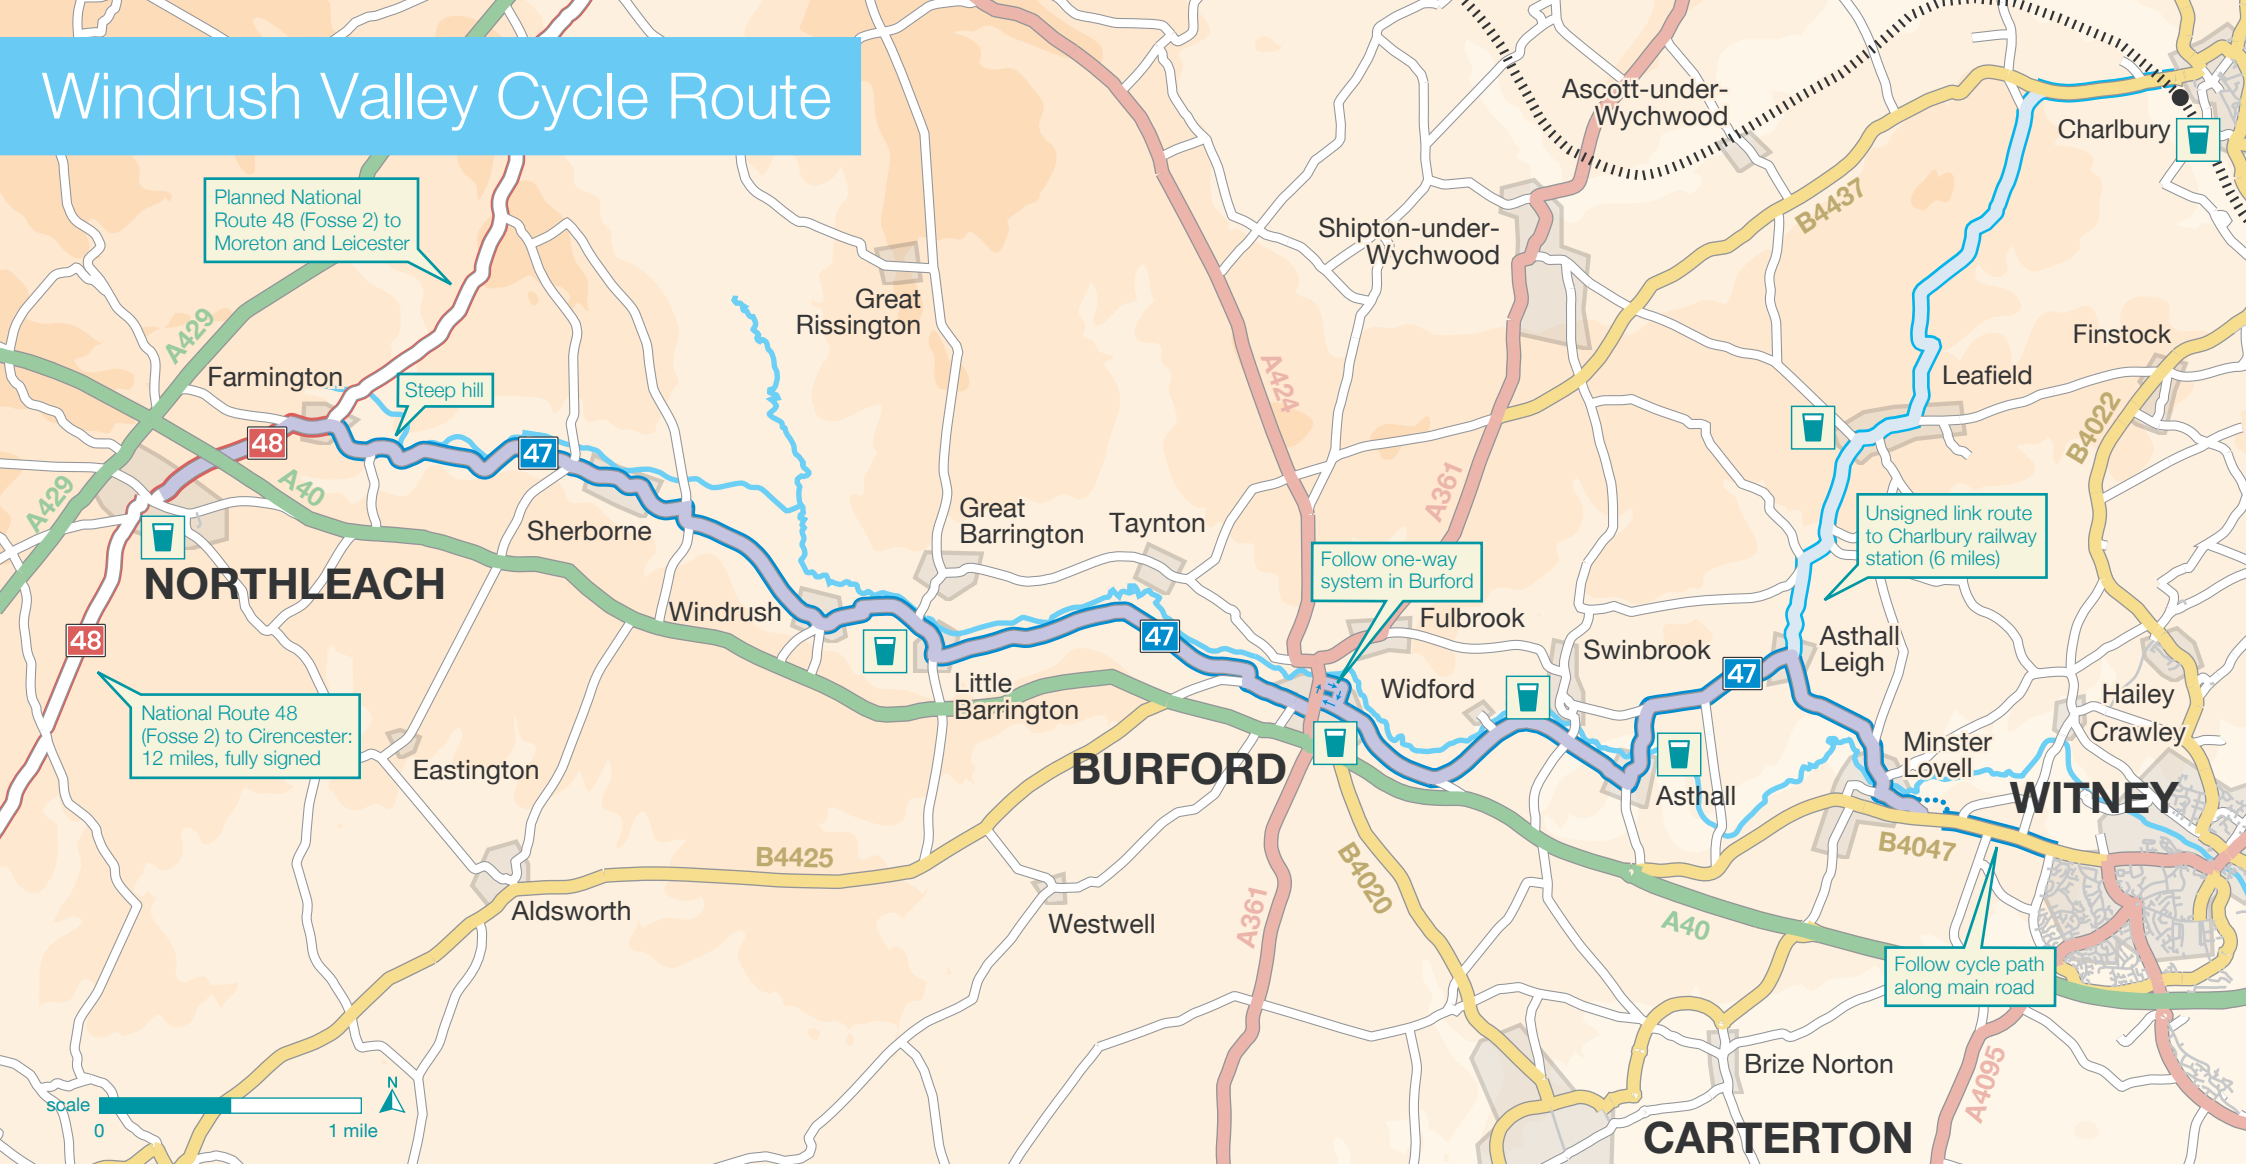 Windrush Valley Cycle Route
Planned National
Route 48 (Fosse 2) to
Moreton and Leicester
Ascott-under-
Wychwood
Charlbury
B4437
Shipton-under-
Wychwood
Great
Rissington
A429
Farmington
Steep hill
A424
Finstock
Leafield
B4022
48
47
A40
A429
A361
Sherborne
Great
Barrington
Taynton
Unsigned link route
to Charlbury railway
station (6 miles)
NORTHLEACH
Follow one-way
system in Burford
Windrush
Fulbrook
48
47
Swinbrook
47
Asthall
Leigh
Little
Barrington
Widford
Hailey
Crawley
National Route 48
(Fosse 2) to Cirencester:
12 miles, fully signed
Eastington
BURFORD
Asthall
Minster
Lovell
WITNEY
B4425
B4020
B4047
Aldsworth
Westwell
A361
A40
Follow cycle path
along main road
Brize Norton
A4095
CARTERTON
scale
0
1 mile
N